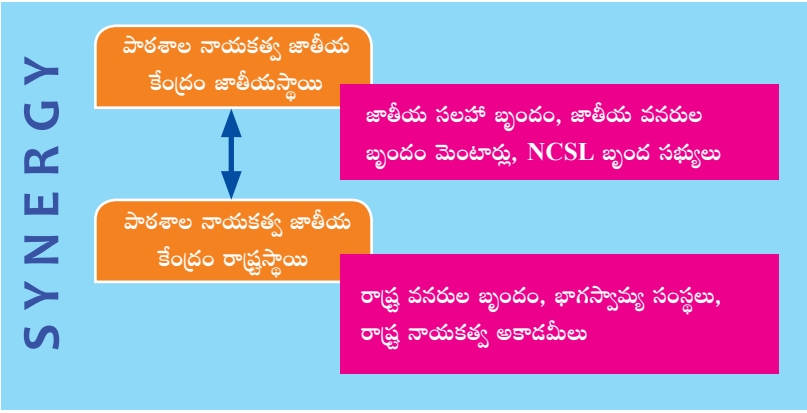 SYNERGY
పాఠశాల నాయకత్వ జాతీయ
కేంద్రం జాతీయస్థాయి
జాతీయ సలహా బృందం, జాతీయ వనరుల
బృందం మెంటార్లు, NCSL బృంద సభ్యులు
పాఠశాల నాయకత్వ జాతీయ
కేంద్రం రాష్ట్రస్థాయి
రాష్ట్ర వనరుల బృందం, భాగస్వామ్య సంస్థలు,
రాష్ట్ర నాయకత్వ అకాడమీలు